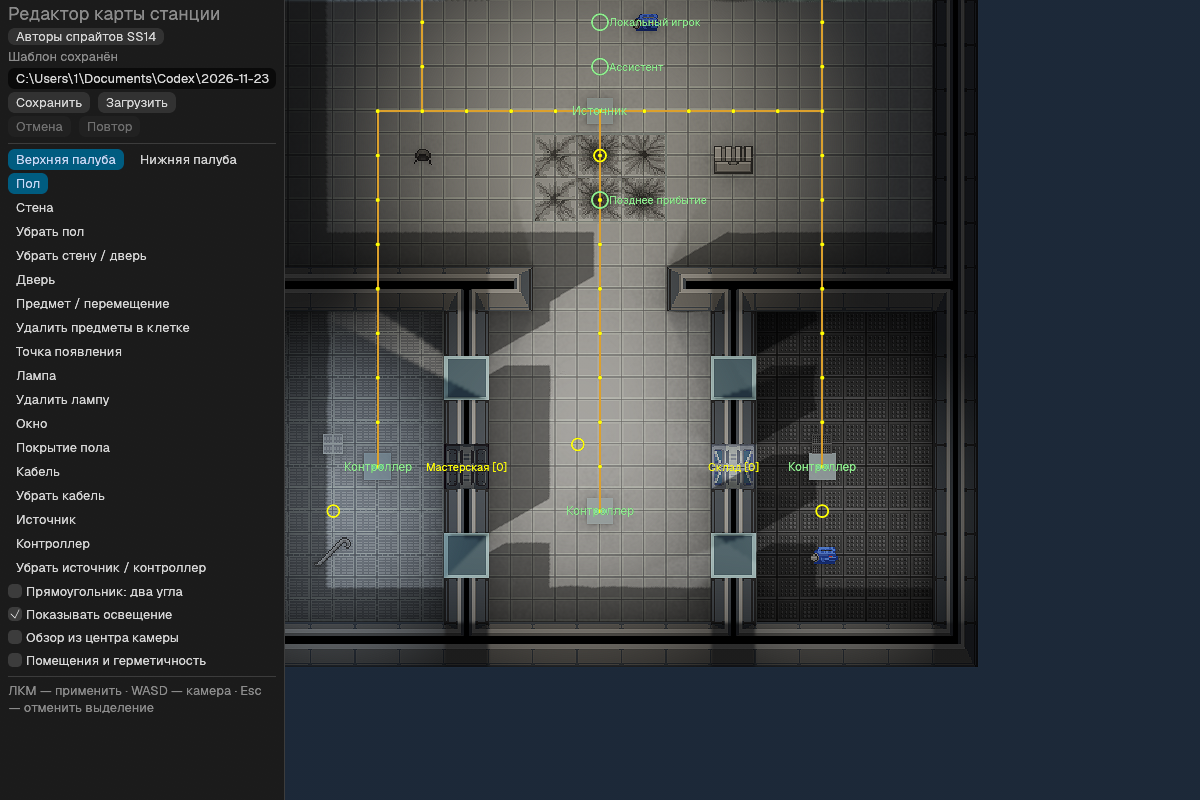 Редактор карты станции
Авторы спрайтов SS14
Шаблон сохранён
C:\Users\1\Documents\Codex\2026-11-23
Сохранить Загрузить
Отмена Повтор
Верхняя палуба Нижняя палуба
Пол
Стена
Убрать пол
Убрать стену / дверь
Дверь
Предмет / перемещение
Удалить предметы в клетке
Точка появления
Лампа
Удалить лампу
Окно
Покрытие пола
Кабель
Убрать кабель
Источник
Контроллер
Убрать источник / контроллер
Прямоугольник: два угла
Показывать освещение
Обзор из центра камеры
Помещения и герметичность
ЛКМ — применить · WASD — камера · Esc
— отменить выделение
Локальный игрок
Ассистент
Источник
Позднее прибытие
Контроллер
Мастерская [0]
Склад [0]
Контроллер
Контроллер